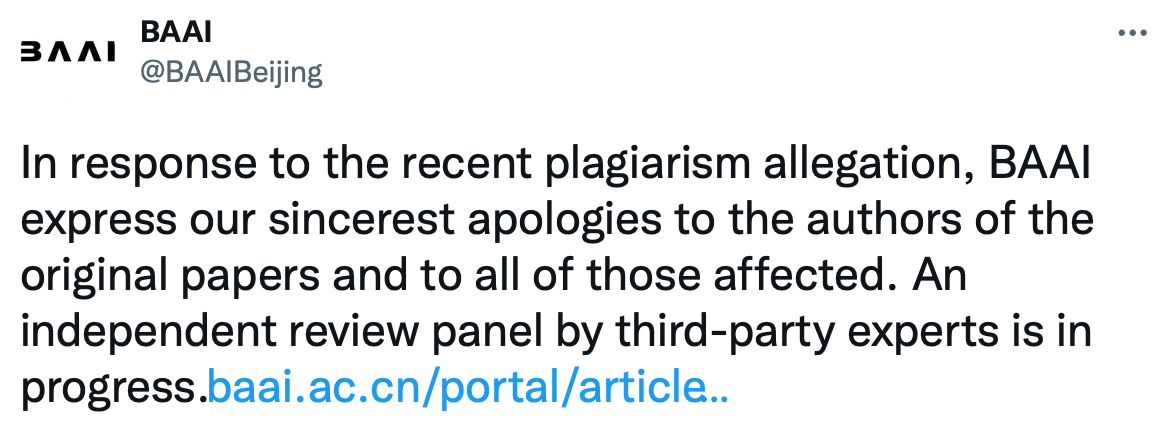 BAAI
BAAI
@BAAIBeijing
In response to the recent plagiarism allegation, BAAI
express our sincerest apologies to the authors of the
original papers and to all of those affected. An
independent review panel by third-party experts is in
progress.baai.ac.cn/portal/article...